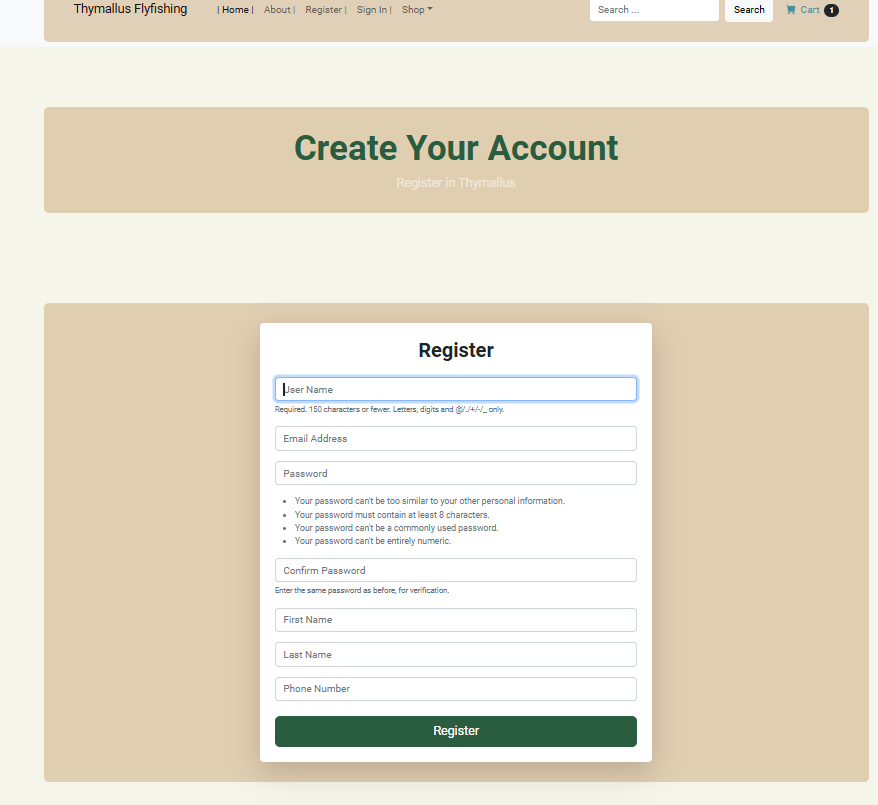 Thymallus Flyfishing | Home | About | Register | Sign In | Shop Search ... Search Cart 1
Create Your Account
Register in Thymallus
Register
User Name
Required. 150 characters or fewer. Letters, digits and @/./+/-/_ only.
Email Address
Password
• Your password can't be too similar to your other personal information.
• Your password must contain at least 8 characters.
• Your password can't be a commonly used password.
• Your password can't be entirely numeric.
Confirm Password
Enter the same password as before, for verification.
First Name
Last Name
Phone Number
Register